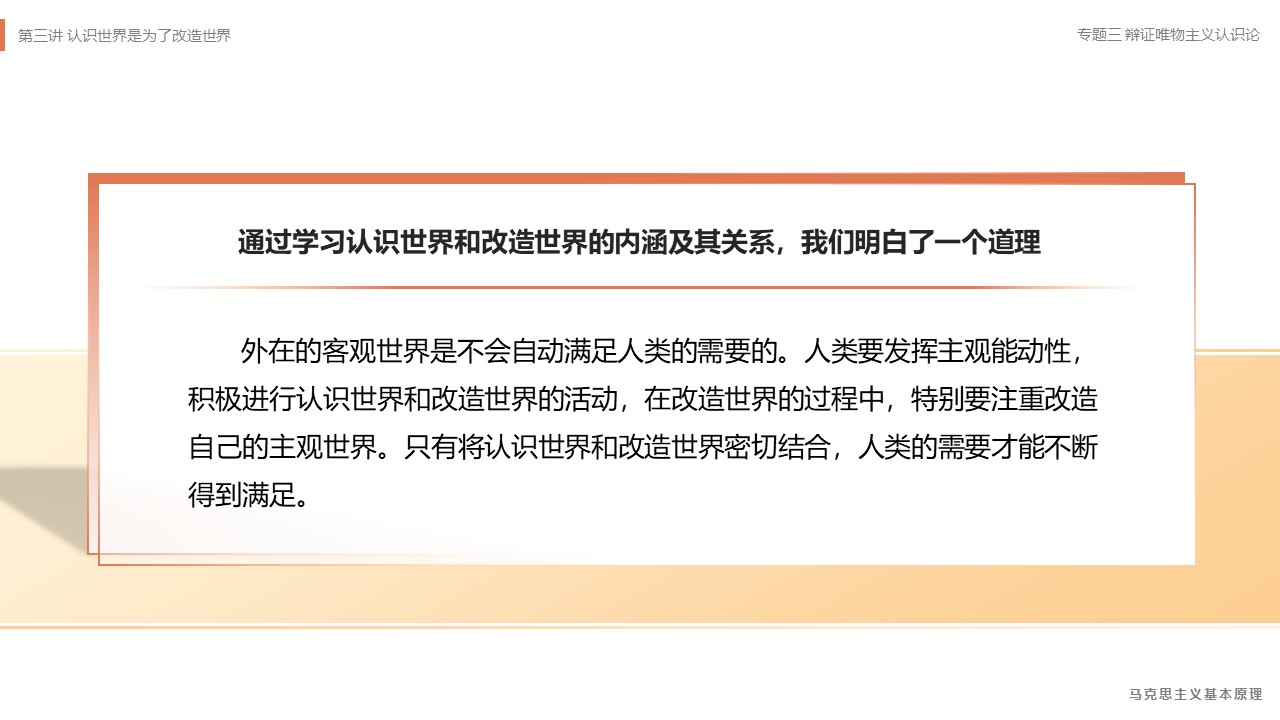 第三讲 认识世界是为了改造世界
专题三 辩证唯物主义认识论
通过学习认识世界和改造世界的内涵及其关系，我们明白了一个道理
外在的客观世界是不会自动满足人类的需要的。人类要发挥主观能动性，
积极进行认识世界和改造世界的活动，在改造世界的过程中，特别要注重改造
自己的主观世界。只有将认识世界和改造世界密切结合，人类的需要才能不断
得到满足。
马克思主义基本原理